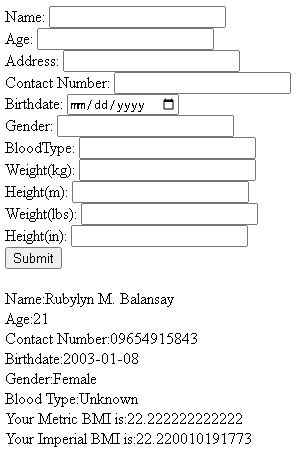 Name:
Age:
Address:
Contact Number:
Birthdate: mm/dd/yyyy
Gender:
BloodType:
Weight(kg):
Height(m):
Weight(lbs):
Height(in):
Submit
Name:Rubylyn M. Balansay
Age:21
Contact Number:09654915843
Birthdate:2003-01-08
Gender:Female
Blood Type:Unknown
Your Metric BMI is:22.222222222222
Your Imperial BMI is:22.220010191773